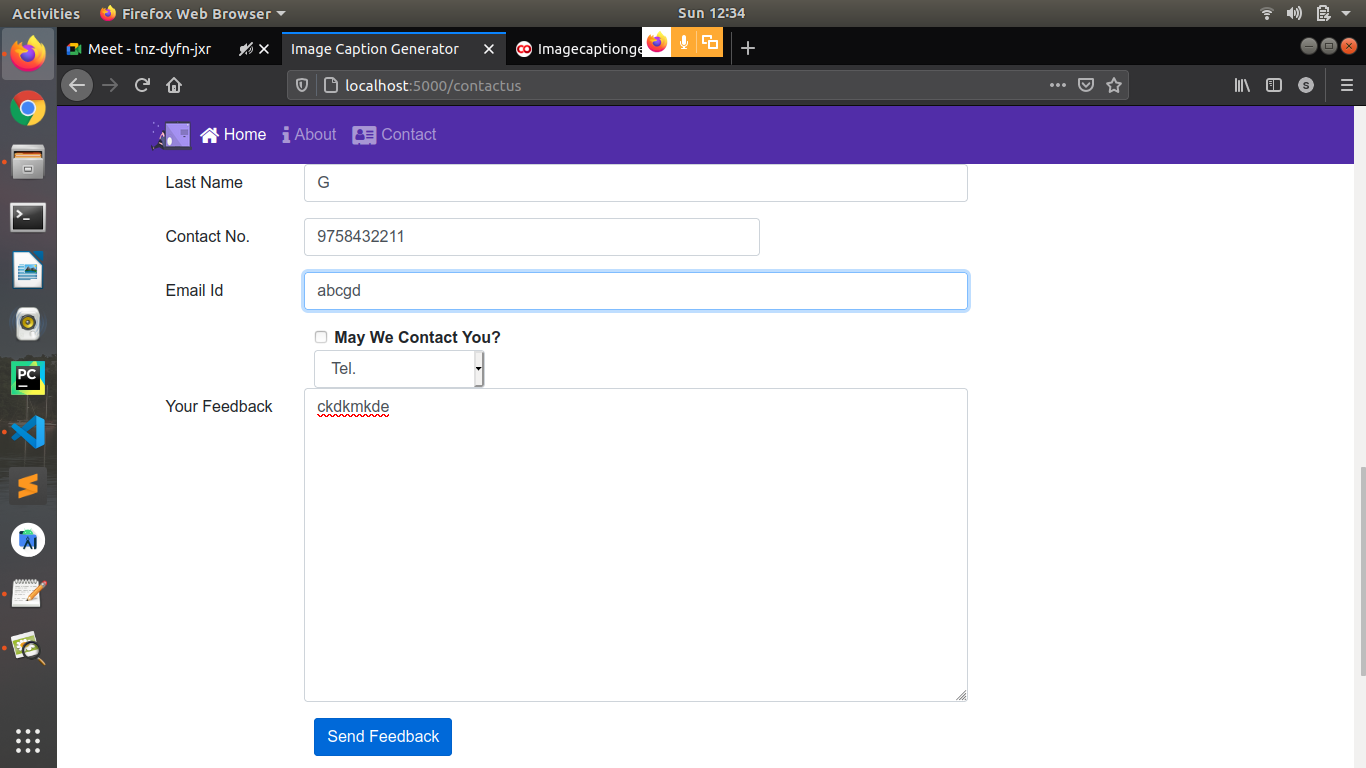 Activities Firefox Web Browser Sun 12:34
Meet - tnz-dyfn-jxr Image Caption Generator Imagecaptionge
localhost:5000/contactus S
Home About Contact
Last Name G
Contact No. 9758432211
Email Id abcgd
May We Contact You?
Tel.
Your Feedback ckdkmkde
Send Feedback
PC